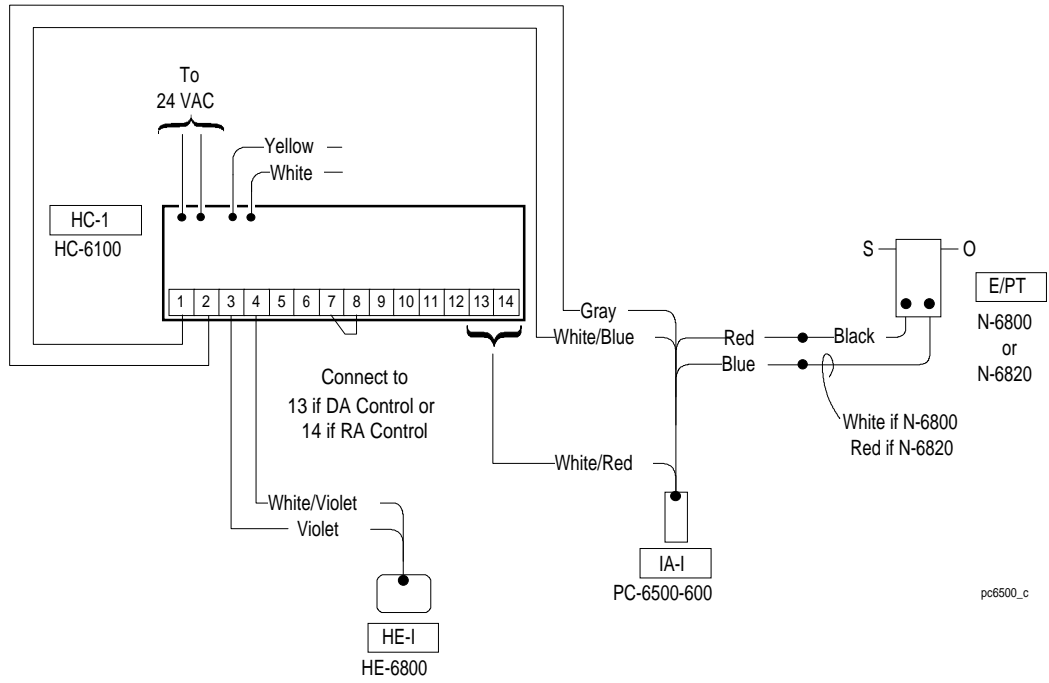 To
24 VAC
Yellow
White
HC-1
HC-6100
1 2 3 4 5 6 7 8 9 10 11 12 13 14
S
O
E/PT
N-6800
or
N-6820
Gray
White/Blue
Red
Black
Blue
White if N-6800
Red if N-6820
Connect to
13 if DA Control or
14 if RA Control
White/Red
White/Violet
Violet
IA-I
PC-6500-600
pc6500_c
HE-I
HE-6800